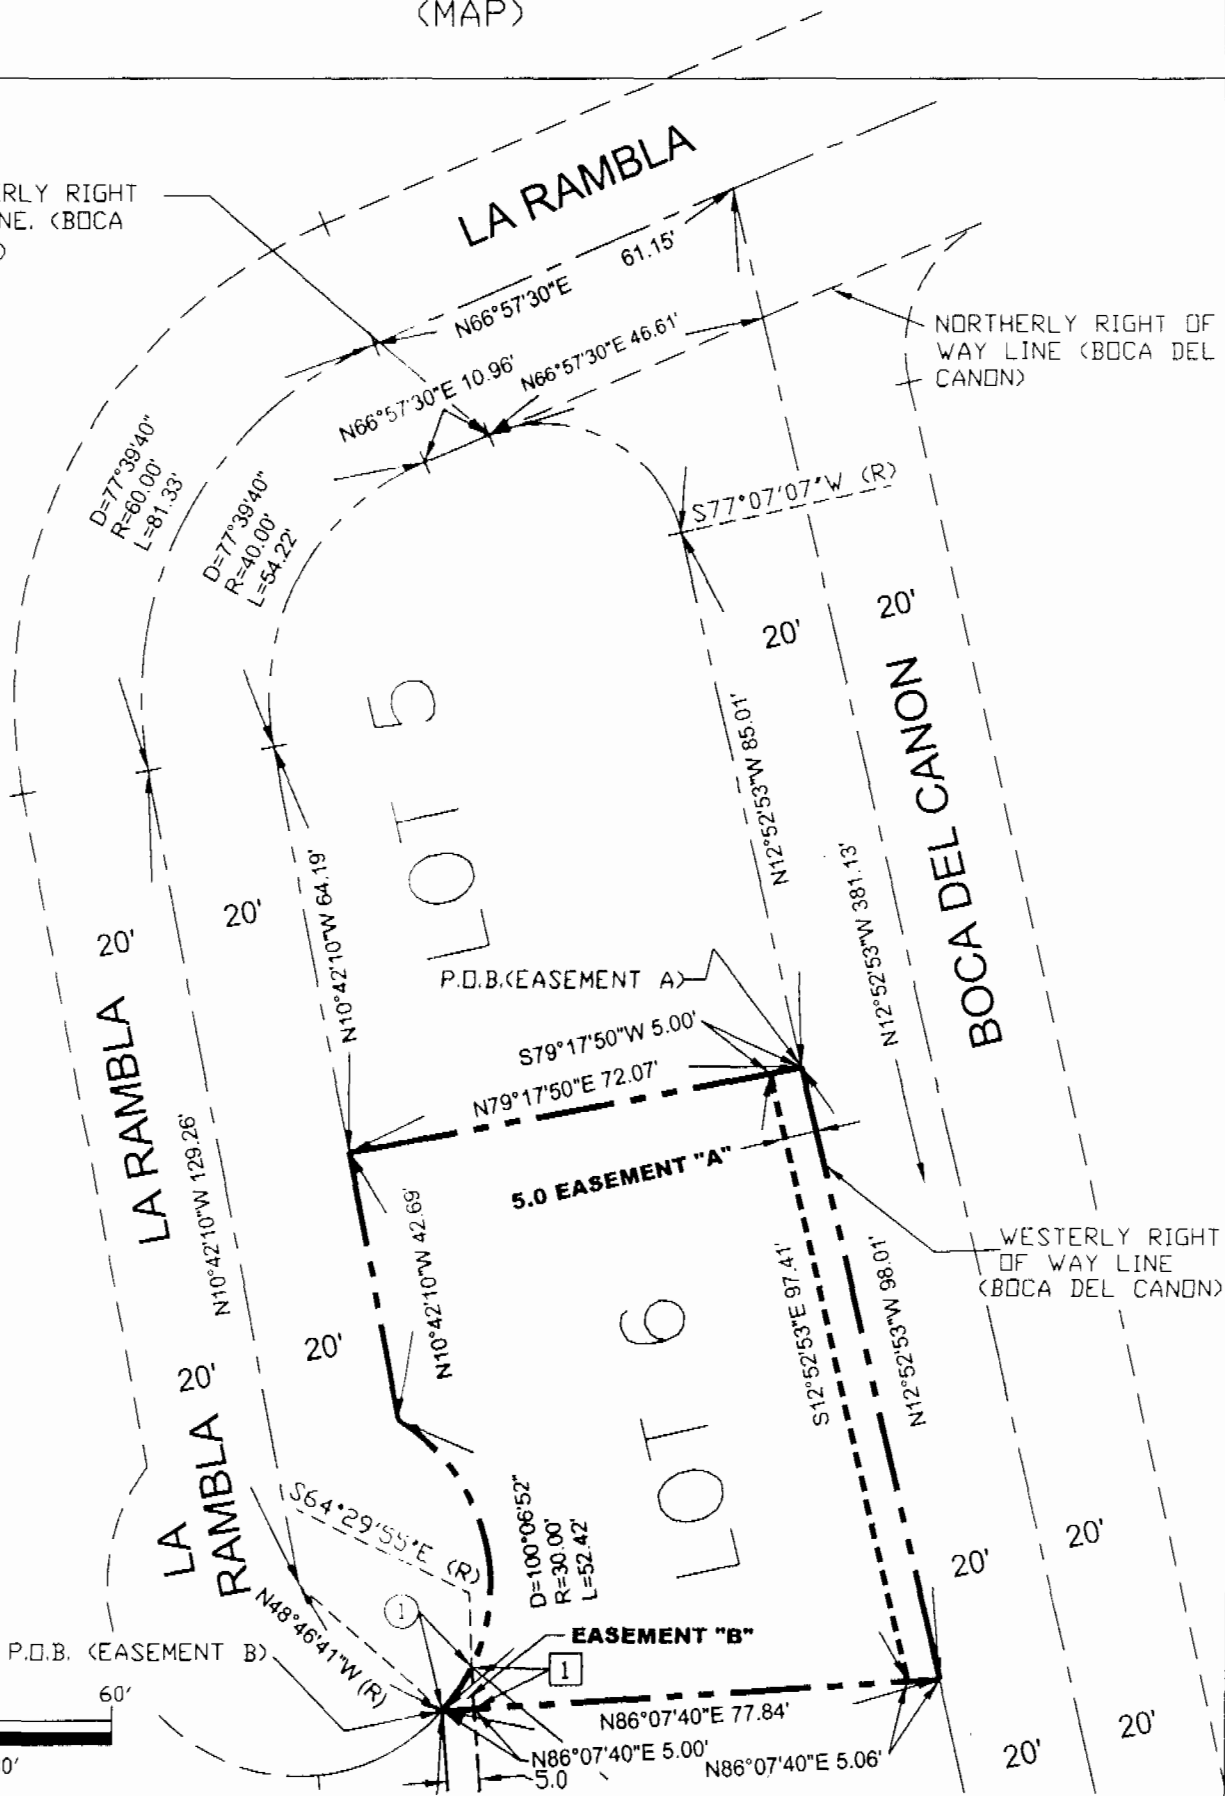 (MAP)
RLY RIGHT
NE. (BOCA
)
LA RAMBLA
61.15'
N66°57'30"E
N66°57'30"E 46.61'
N66°57'30"E 10.96'
NORTHERLY RIGHT OF
WAY LINE (BOCA DEL
CANON)
D=77°39'40"
R=60.00'
L=81.33'
D=77°39'40"
R=40.00'
L=54.22'
S77°07'07"W (R)
20'
20'
LOT 5
BOCA DEL CANON
N12°52'53"W 85.01'
N12°52'53"W 381.13'
N10°42'10"W 64.19'
20'
20'
P.O.B.(EASEMENT A)
S79°17'50"W 5.00'
N79°17'50"E 72.07'
LA RAMBLA
N10°42'10"W 129.26'
5.0 EASEMENT "A"
N10°42'10"W 42.69'
WESTERLY RIGHT
OF WAY LINE
(BOCA DEL CANON)
S12°52'53"E 97.41'
N12°52'53"W 98.01'
20'
20'
LOT 6
LA
RAMBLA
S64°29'55"E (R)
D=100°06'52"
R=30.00'
L=52.42'
20'
20'
1
N48°46'41"W (R)
EASEMENT "B"
1
P.O.B. (EASEMENT B)
60'
0'
N86°07'40"E 77.84'
N86°07'40"E 5.00'
N86°07'40"E 5.06'
5.0
20'
20'